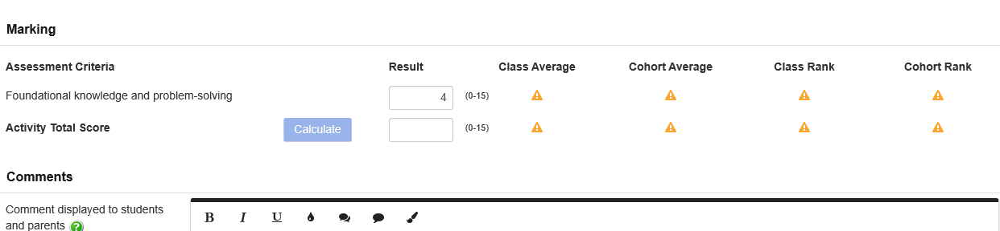 Marking
Assessment Criteria Result Class Average Cohort Average Class Rank Cohort Rank
Foundational knowledge and problem-solving 4 (0-15)
Activity Total Score Calculate (0-15)
Comments
Comment displayed to students
and parents ?
B I U